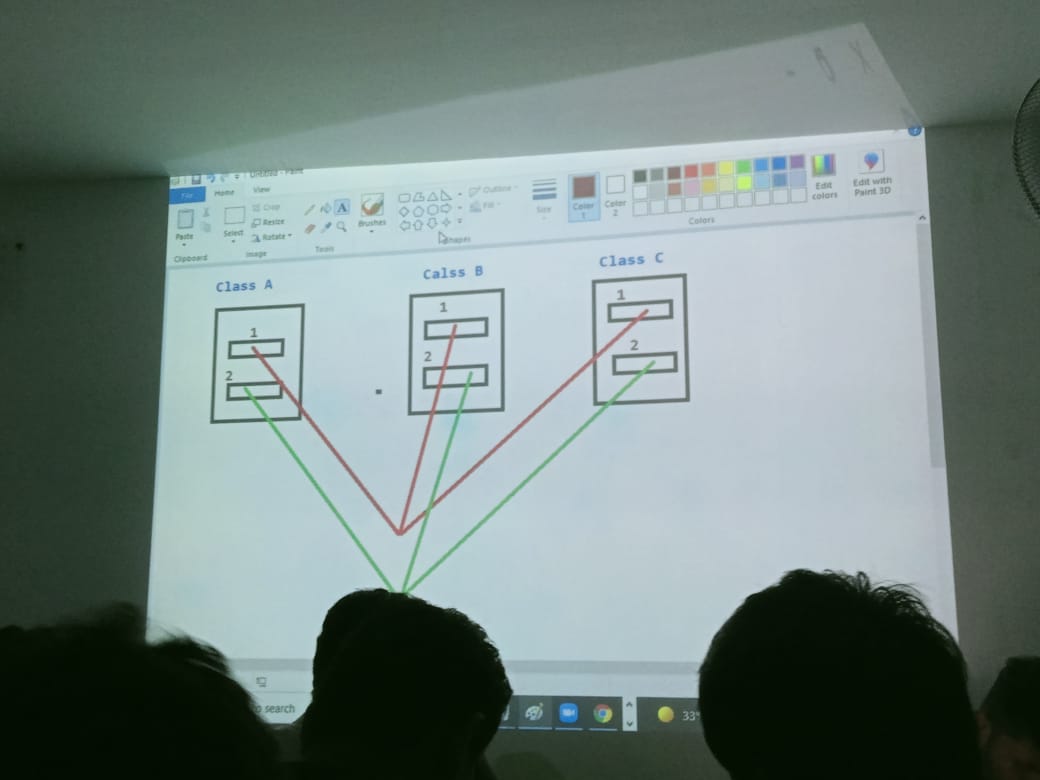 Untitled - Paint
File Home View
Paste
Clipboard
Select
Crop
Resize
Rotate
Image
Tools
Brushes
Shapes
Outline
Fill
Size
Color 1
Color 2
Colors
Edit colors
Edit with Paint 3D
Class A
1
2
Calss B
1
2
Class C
1
2
o search
33°